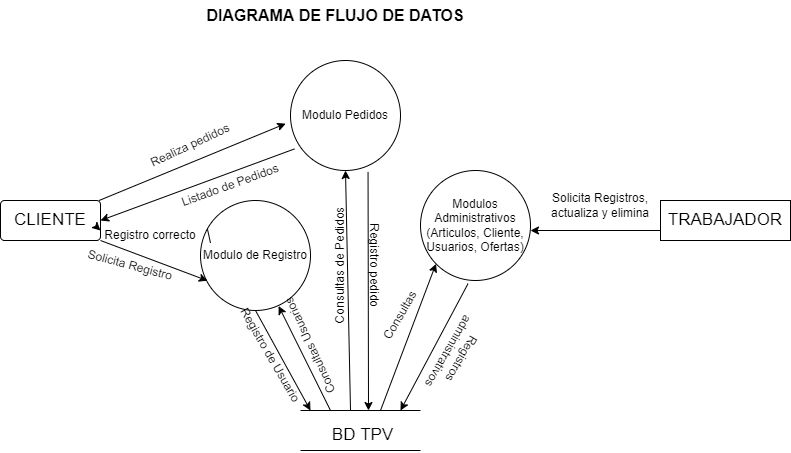 DIAGRAMA DE FLUJO DE DATOS
Modulo Pedidos
Realiza pedidos
Listado de Pedidos
CLIENTE
Registro correcto
Solicita Registro
Modulo de Registro
Modulos
Administrativos
(Articulos, Cliente,
Usuarios, Ofertas)
Solicita Registros,
actualiza y elimina
TRABAJADOR
Registro de Usuario
Consultas Usuarios
Consultas de Pedidos
Registro pedido
Consultas
Registros
administrativos
BD TPV